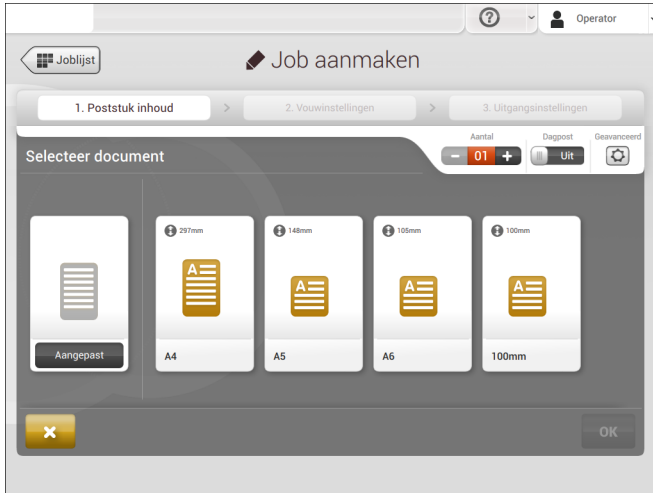 Operator
Joblijst
Job aanmaken
1. Poststuk inhoud
2. Vouwinstellingen
3. Uitgangsinstellingen
Selecteer document
Aantal
Dagpost
Geavanceerd
01
Uit
297mm
148mm
105mm
100mm
Aangepast
A4
A5
A6
100mm
OK